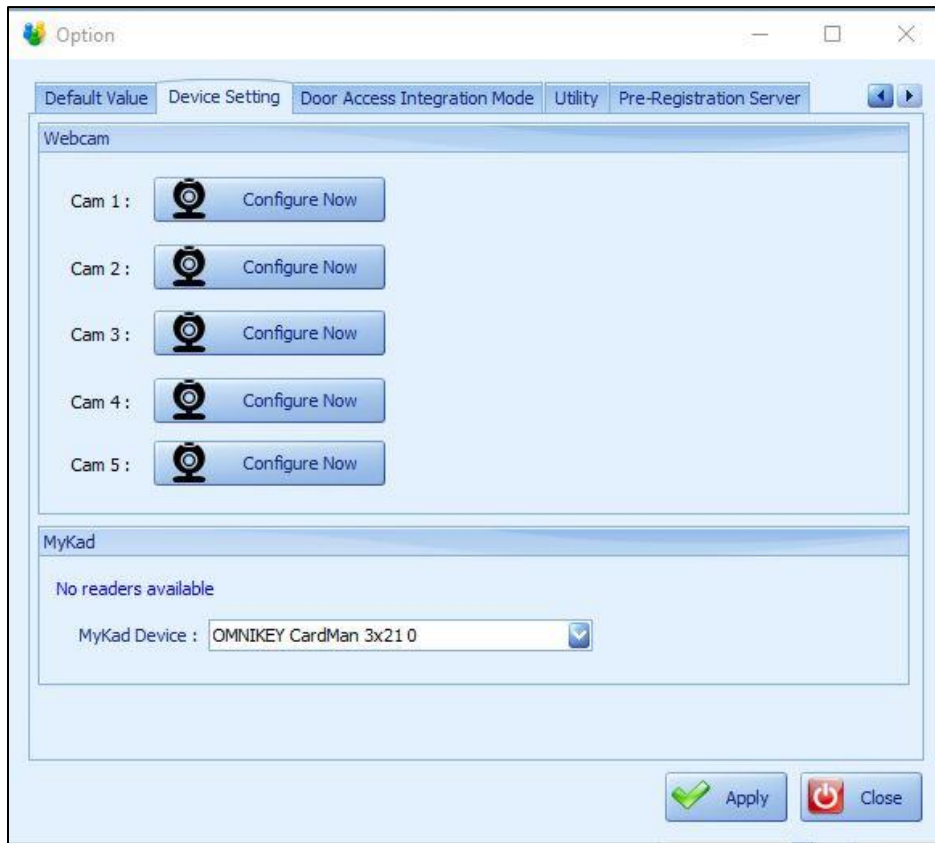 Option
Default Value Device Setting Door Access Integration Mode Utility Pre-Registration Server
Webcam
Cam 1 : Configure Now
Cam 2 : Configure Now
Cam 3 : Configure Now
Cam 4 : Configure Now
Cam 5 : Configure Now
MyKad
No readers available
MyKad Device : OMNIKEY CardMan 3x21 0
Apply Close